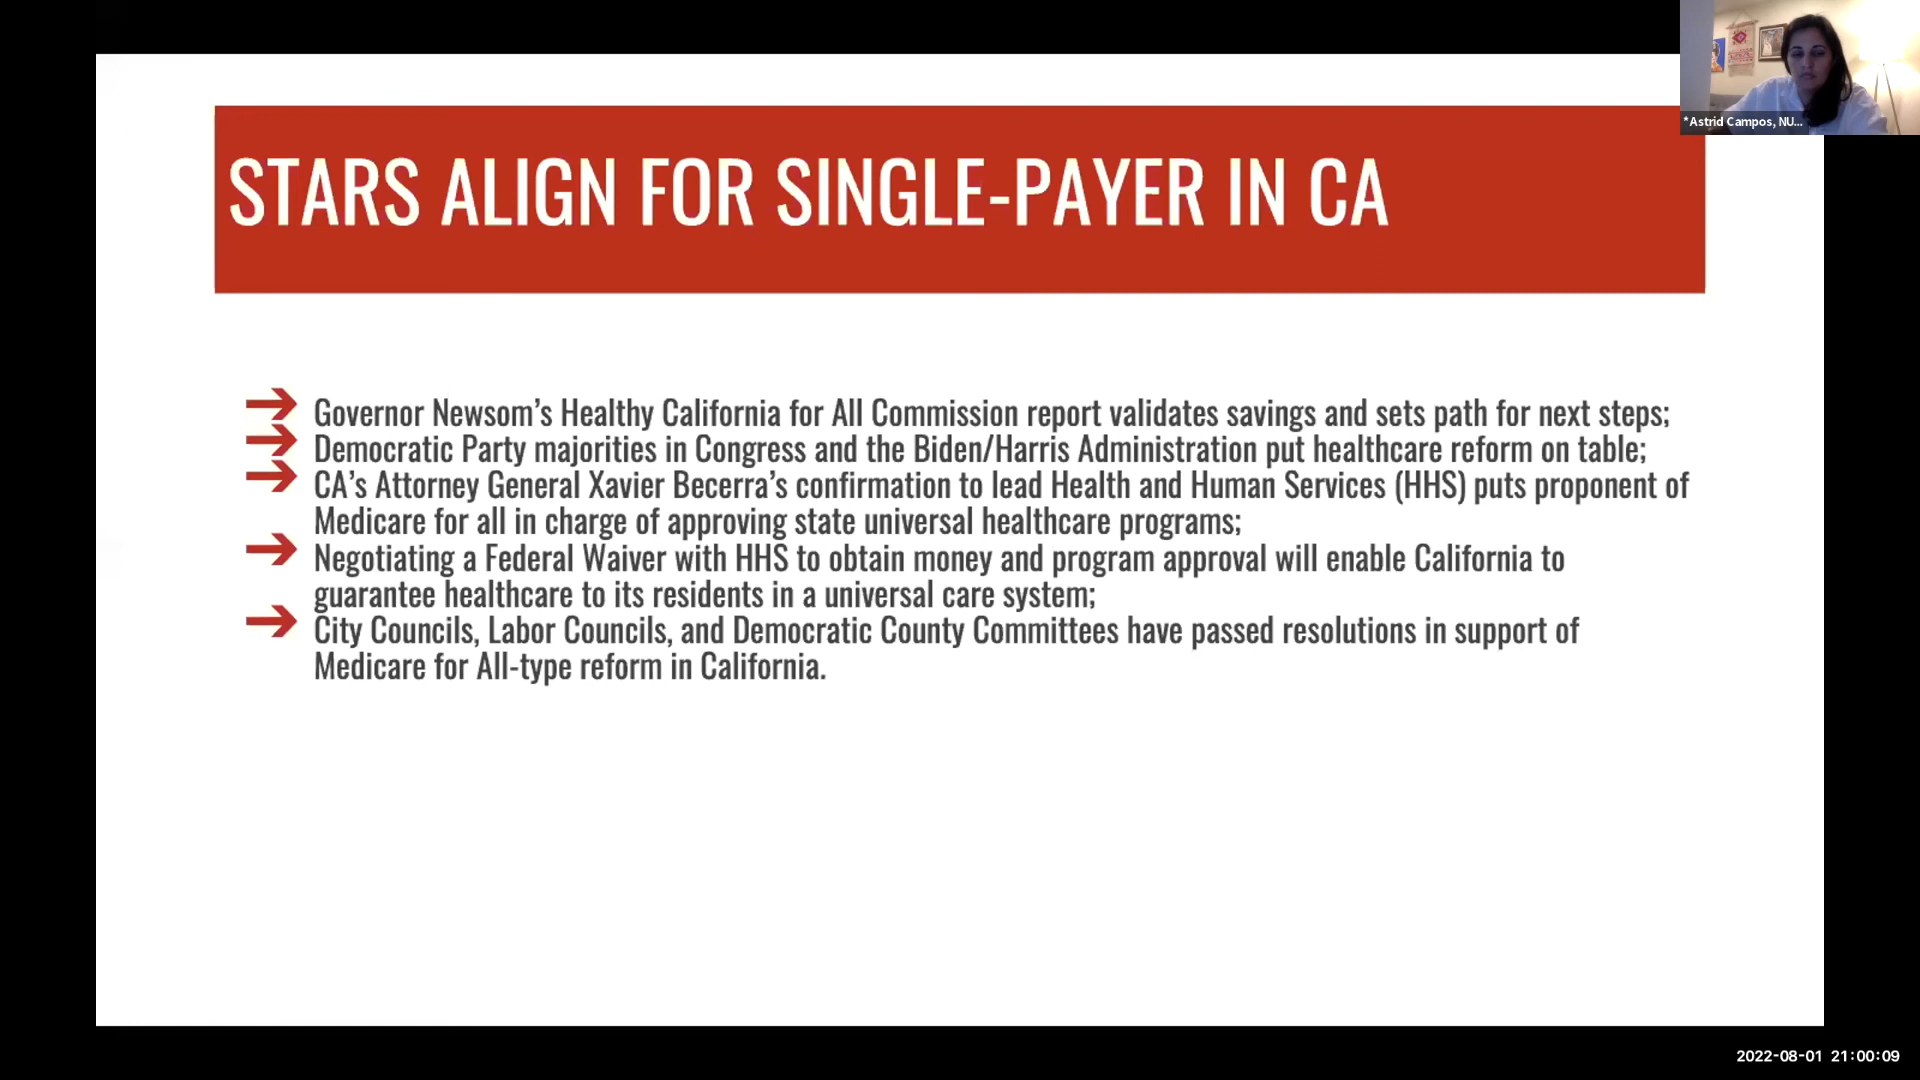 *Astrid Campos, NU...
STARS ALIGN FOR SINGLE-PAYER IN CA
Governor Newsom’s Healthy California for All Commission report validates savings and sets path for next steps;
Democratic Party majorities in Congress and the Biden/Harris Administration put healthcare reform on table;
CA’s Attorney General Xavier Becerra’s confirmation to lead Health and Human Services (HHS) puts proponent of
Medicare for all in charge of approving state universal healthcare programs;
Negotiating a Federal Waiver with HHS to obtain money and program approval will enable California to
guarantee healthcare to its residents in a universal care system;
City Councils, Labor Councils, and Democratic County Committees have passed resolutions in support of
Medicare for All-type reform in California.
2022-08-01 21:00:09